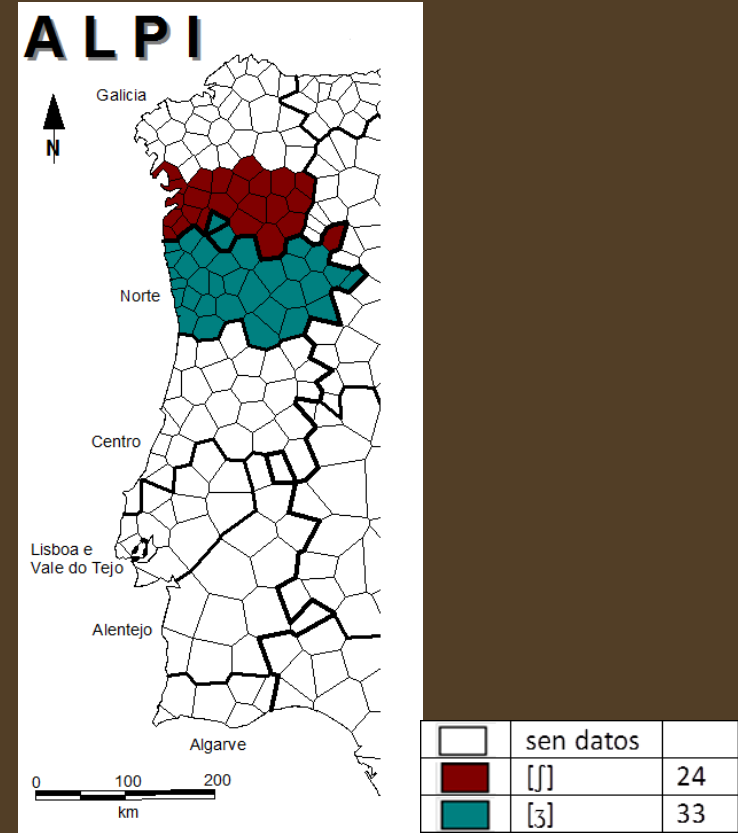 ALPI
Galicia
N
Norte
Centro
Lisboa e
Vale do Tejo
Alentejo
Algarve
0 100 200
km
sen datos
[ʃ] 24
[ʒ] 33